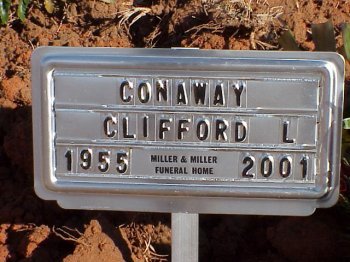 CONAWAY
CLIFFORD L
1955 MILLER & MILLER 2001
FUNERAL HOME